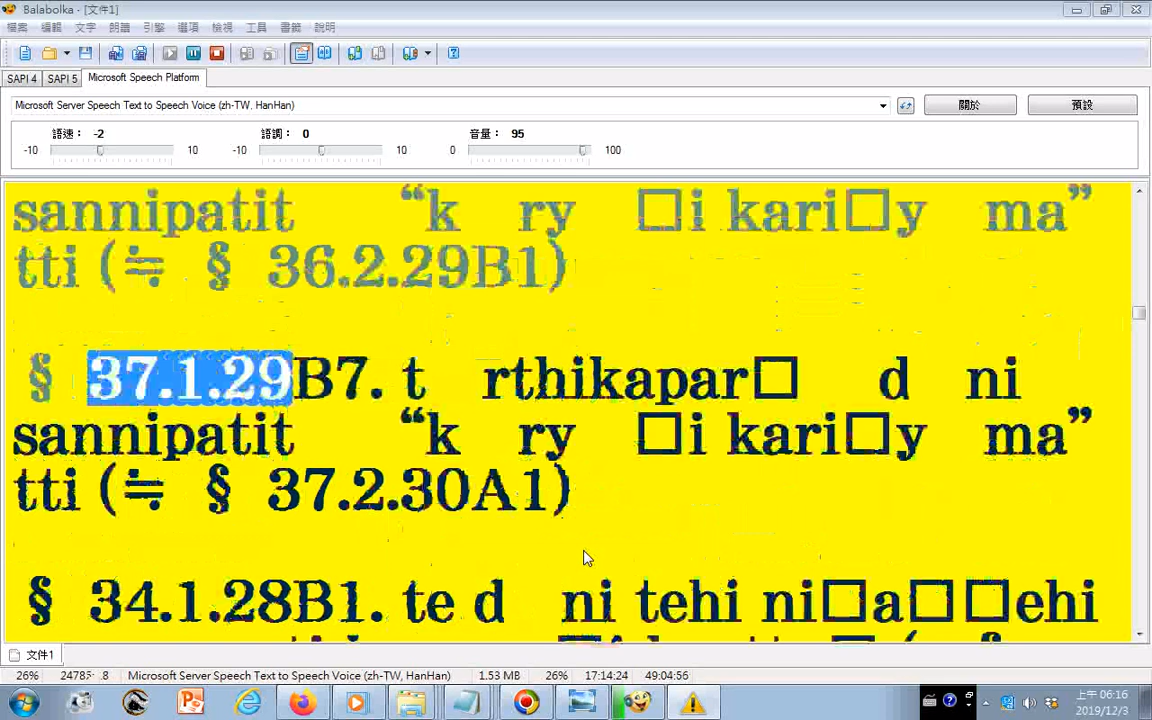 Balabolka - [文件1]
檔案 編輯 文字 朗誦 引擎 選項 檢視 工具 書籤 說明
SAPI 4 SAPI 5 Microsoft Speech Platform
Microsoft Server Speech Text to Speech Voice (zh-TW, HanHan)
關於 預設
語速： -2 語調： 0 音量： 95
-10 10 -10 10 0 100
sannipatit “k ry □i kari□y ma”
tti (≒ § 36.2.29B1)
§ 37.1.29B7. t rthikapar□ d ni
sannipatit “k ry □i kari□y ma”
tti (≒ § 37.2.30A1)
§ 34.1.28B1. te d ni tehi ni□a□□ehi
文件1
26% Microsoft Server Speech Text to Speech Voice (zh-TW, HanHan) 1.53 MB 26% 17:14:24 49:04:56
上午 06:16
2019/12/3